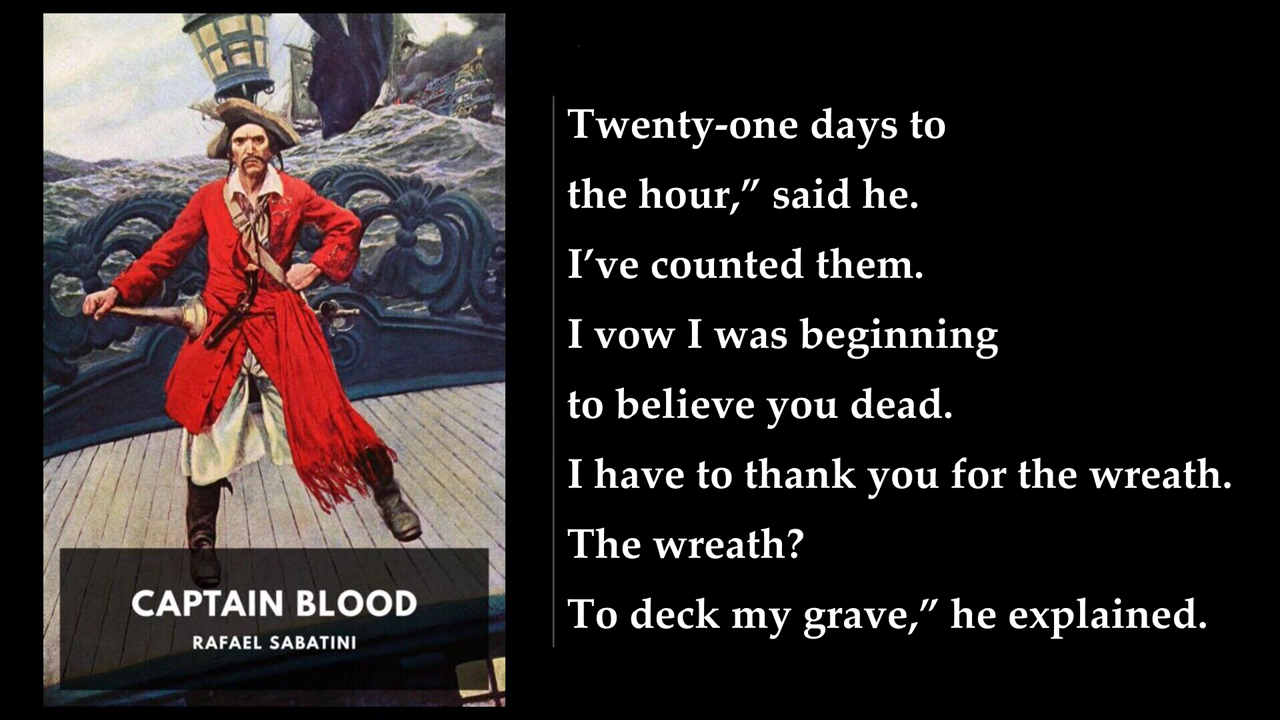 CAPTAIN BLOOD
RAFAEL SABATINI
Twenty-one days to
the hour,” said he.
I’ve counted them.
I vow I was beginning
to believe you dead.
I have to thank you for the wreath.
The wreath?
To deck my grave,” he explained.